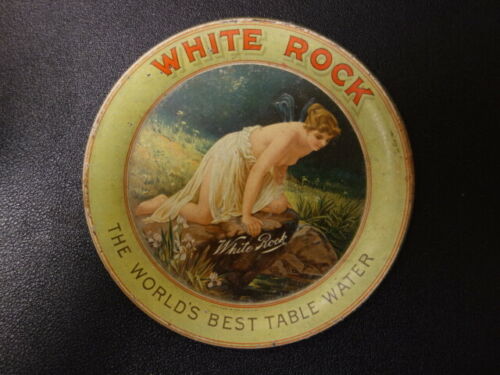 WHITE ROCK
White Rock
THE WORLD'S BEST TABLE WATER